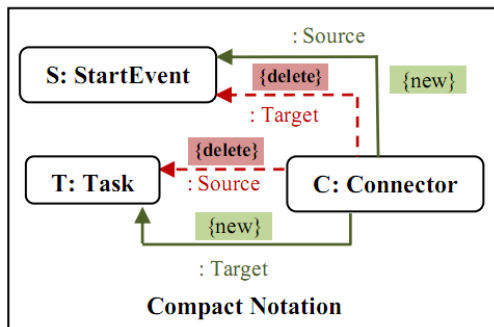 : Source
S: StartEvent
{delete}
{new}
: Target
{delete}
T: Task
: Source
C: Connector
{new}
: Target
Compact Notation